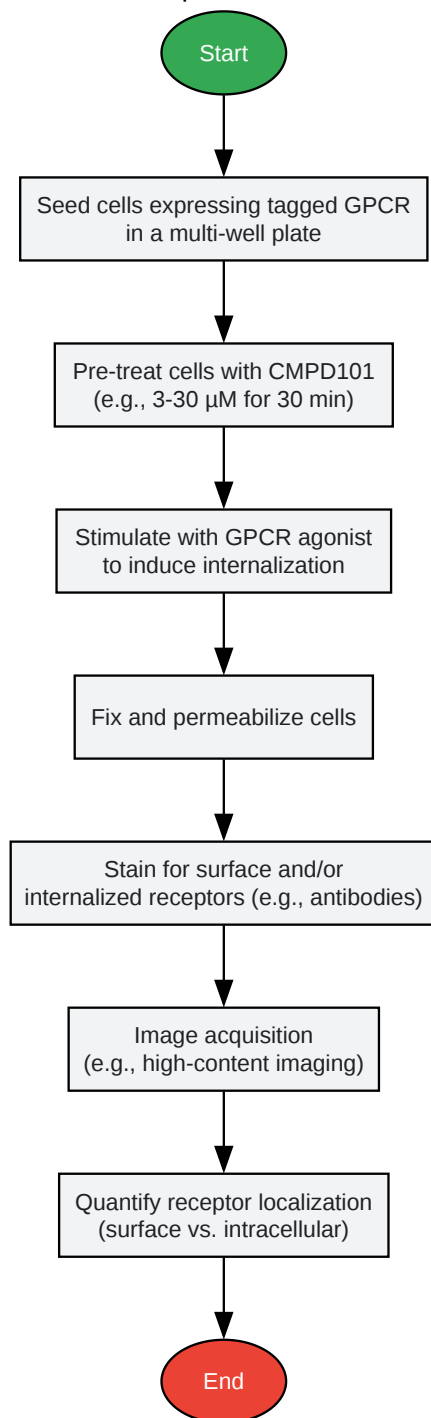 Start
Seed cells expressing tagged GPCR
in a multi-well plate
Pre-treat cells with CMPD101
(e.g., 3-30 µM for 30 min)
Stimulate with GPCR agonist
to induce internalization
Fix and permeabilize cells
Stain for surface and/or
internalized receptors (e.g., antibodies)
Image acquisition
(e.g., high-content imaging)
Quantify receptor localization
(surface vs. intracellular)
End